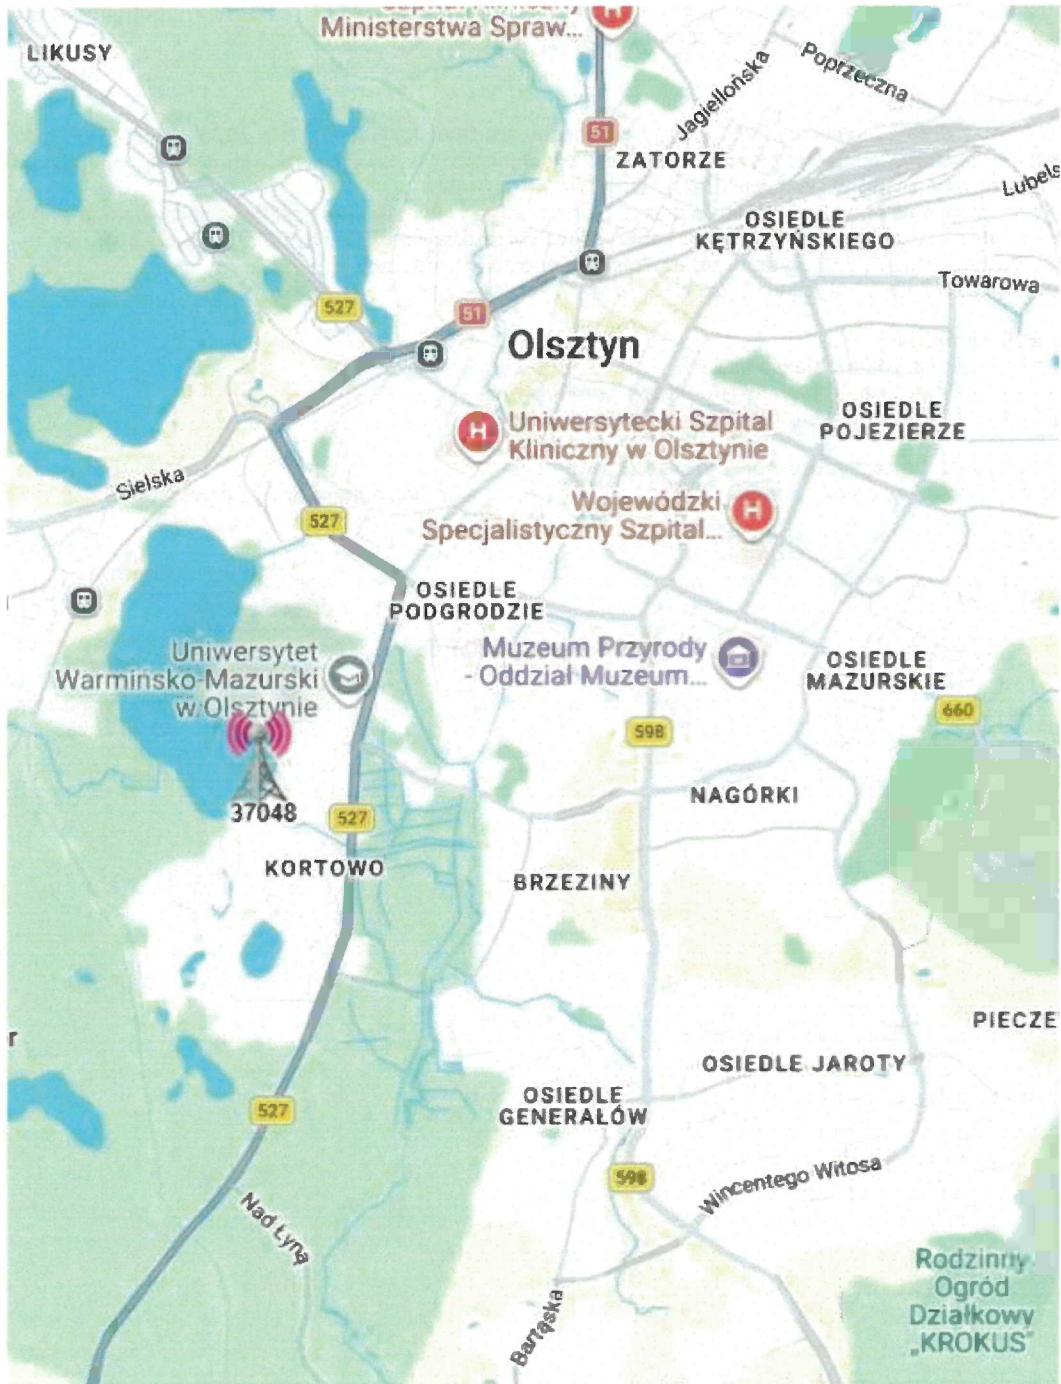 Ministerstwa Spraw...
LIKUSY
Poprzeczna
Jagiellońska
51
ZATORZE
OSIEDLE
KĘTRZYŃSKIEGO
Towarowa
527
51
Olsztyn
Uniwersytecki Szpital
Kliniczny w Olsztynie
OSIEDLE
POJEZIERZE
Sielska
Wojewódzki
Specjalistyczny Szpital...
527
OSIEDLE
PODGRODZIE
Uniwersytet
Warmińsko-Mazurski
w Olsztynie
Muzeum Przyrody
- Oddział Muzeum...
OSIEDLE
MAZURSKIE
660
598
37048
527
NAGÓRKI
KORTOWO
BRZEZINY
r
PIECZE
OSIEDLE JAROTY
OSIEDLE
GENERAŁÓW
527
598
Wincentego Witosa
Nad Łyną
Bartąska
Rodzinny
Ogród
Działkowy
„KROKUS”